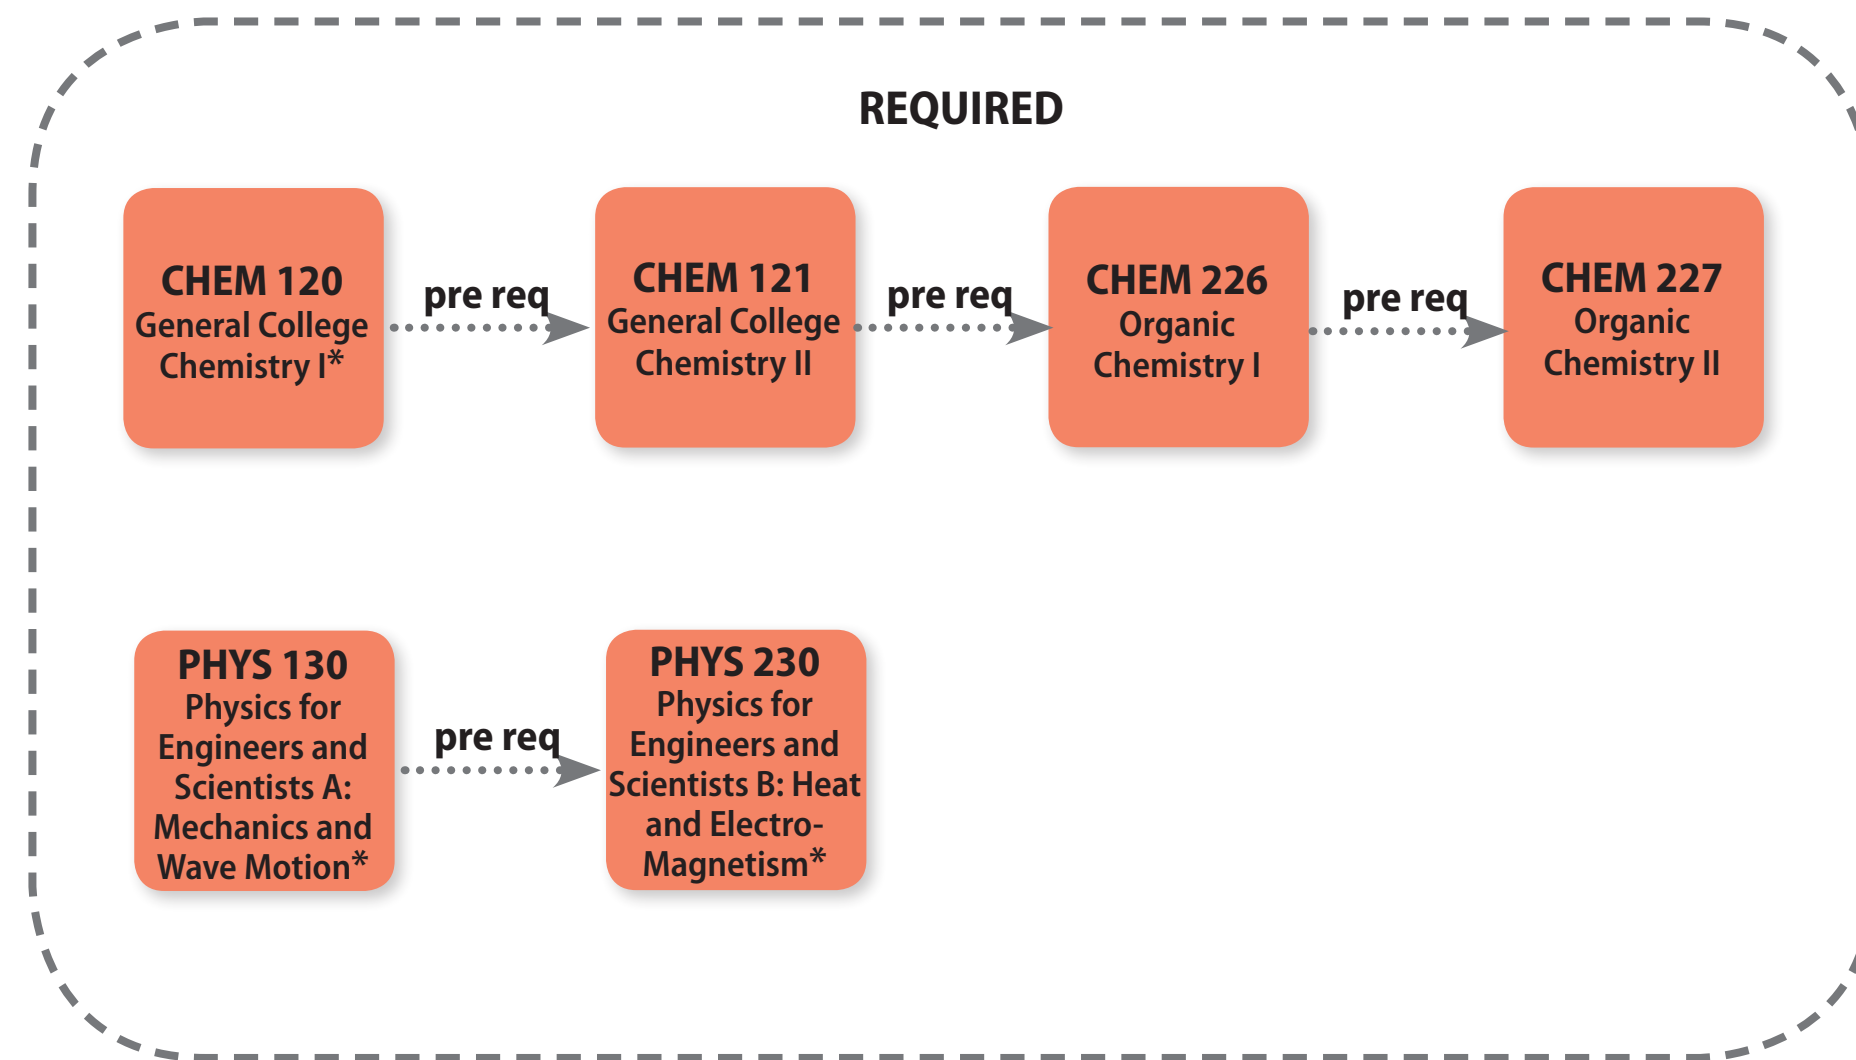 REQUIRED
CHEM 120
General College
Chemistry I*
pre req
CHEM 121
General College
Chemistry II
pre req
CHEM 226
Organic
Chemistry I
pre req
CHEM 227
Organic
Chemistry II
PHYS 130
Physics for
Engineers and
Scientists A:
Mechanics and
Wave Motion*
pre req
PHYS 230
Physics for
Engineers and
Scientists B: Heat
and Electro-
Magnetism*